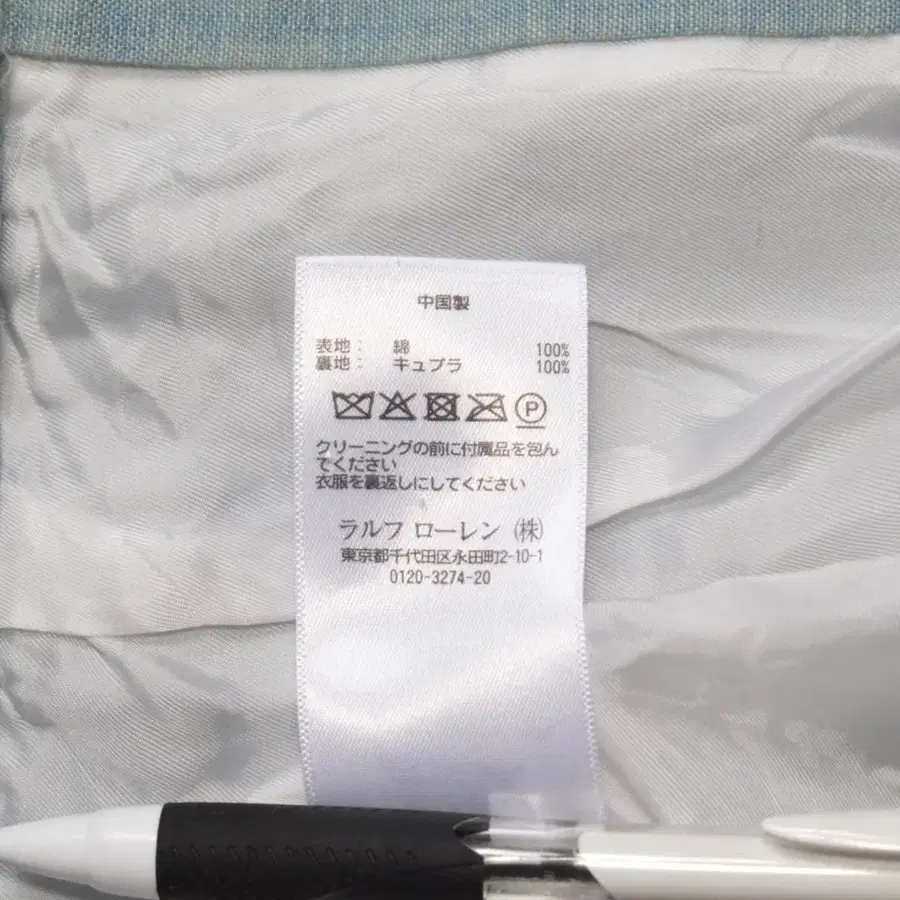 中国製
表地： 綿 100%
裏地： キュプラ 100%
P
クリーニングの前に付属品を包ん
でください
衣服を裏返しにしてください
ラルフ ローレン（株）
東京都千代田区永田町2-10-1
0120-3274-20